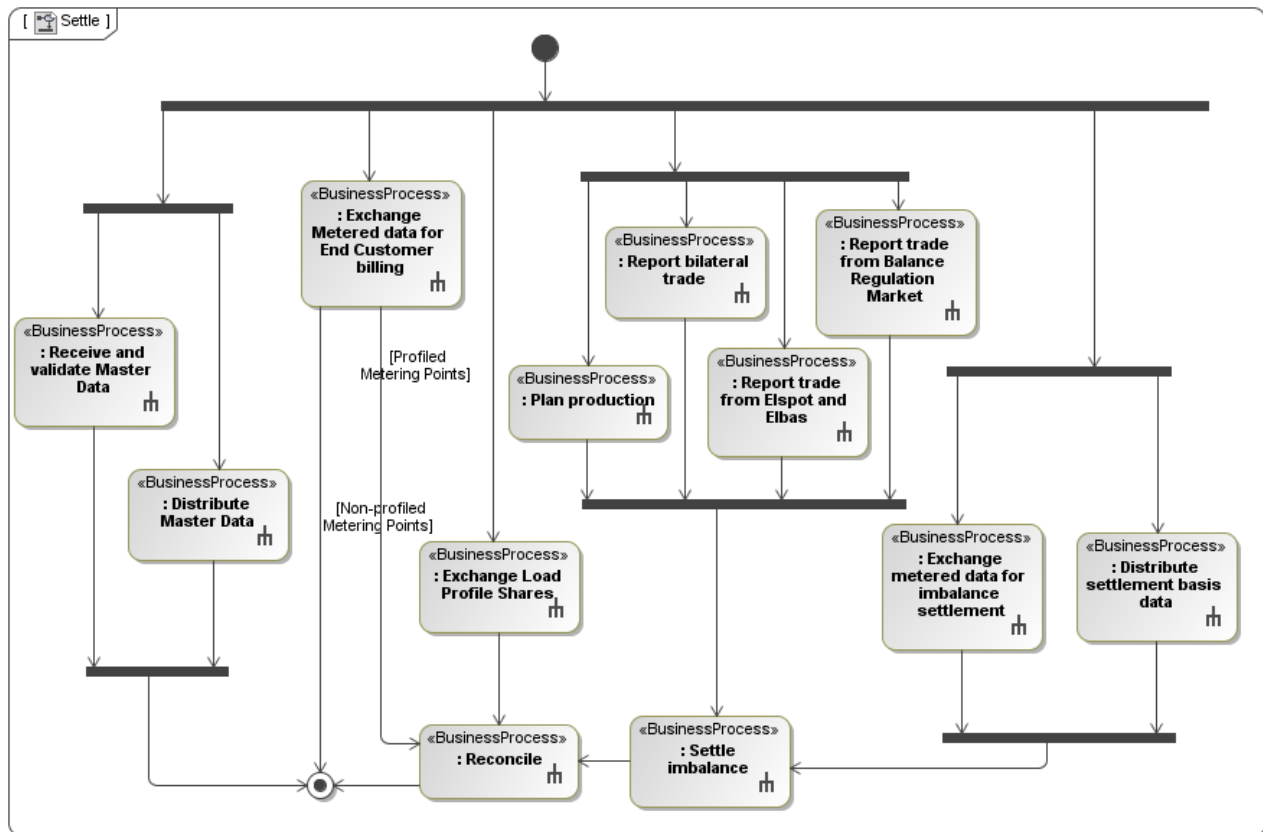 [ Settle ]
«BusinessProcess»
: Exchange
Metered data for
End Customer
billing
«BusinessProcess»
: Report bilateral
trade
«BusinessProcess»
: Report trade
from Balance
Regulation
Market
«BusinessProcess»
: Receive and
validate Master
Data
[Profiled
Metering Points]
«BusinessProcess»
: Plan production
«BusinessProcess»
: Report trade
from Elspot and
Elbas
«BusinessProcess»
: Distribute
Master Data
[Non-profiled
Metering Points]
«BusinessProcess»
: Exchange Load
Profile Shares
«BusinessProcess»
: Exchange
metered data for
imbalance
settlement
«BusinessProcess»
: Distribute
settlement basis
data
«BusinessProcess»
: Reconcile
«BusinessProcess»
: Settle
imbalance